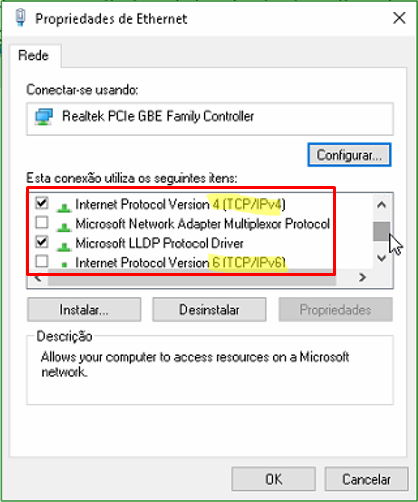 Propriedades de Ethernet
Rede
Conectar-se usando:
Realtek PCIe GBE Family Controller
Configurar...
Esta conexão utiliza os seguintes itens:
Internet Protocol Version 4 (TCP/IPv4)
Microsoft Network Adapter Multiplexor Protocol
Microsoft LLDP Protocol Driver
Internet Protocol Version 6 (TCP/IPv6)
Instalar...
Desinstalar
Propriedades
Descrição
Allows your computer to access resources on a Microsoft
network.
OK
Cancelar